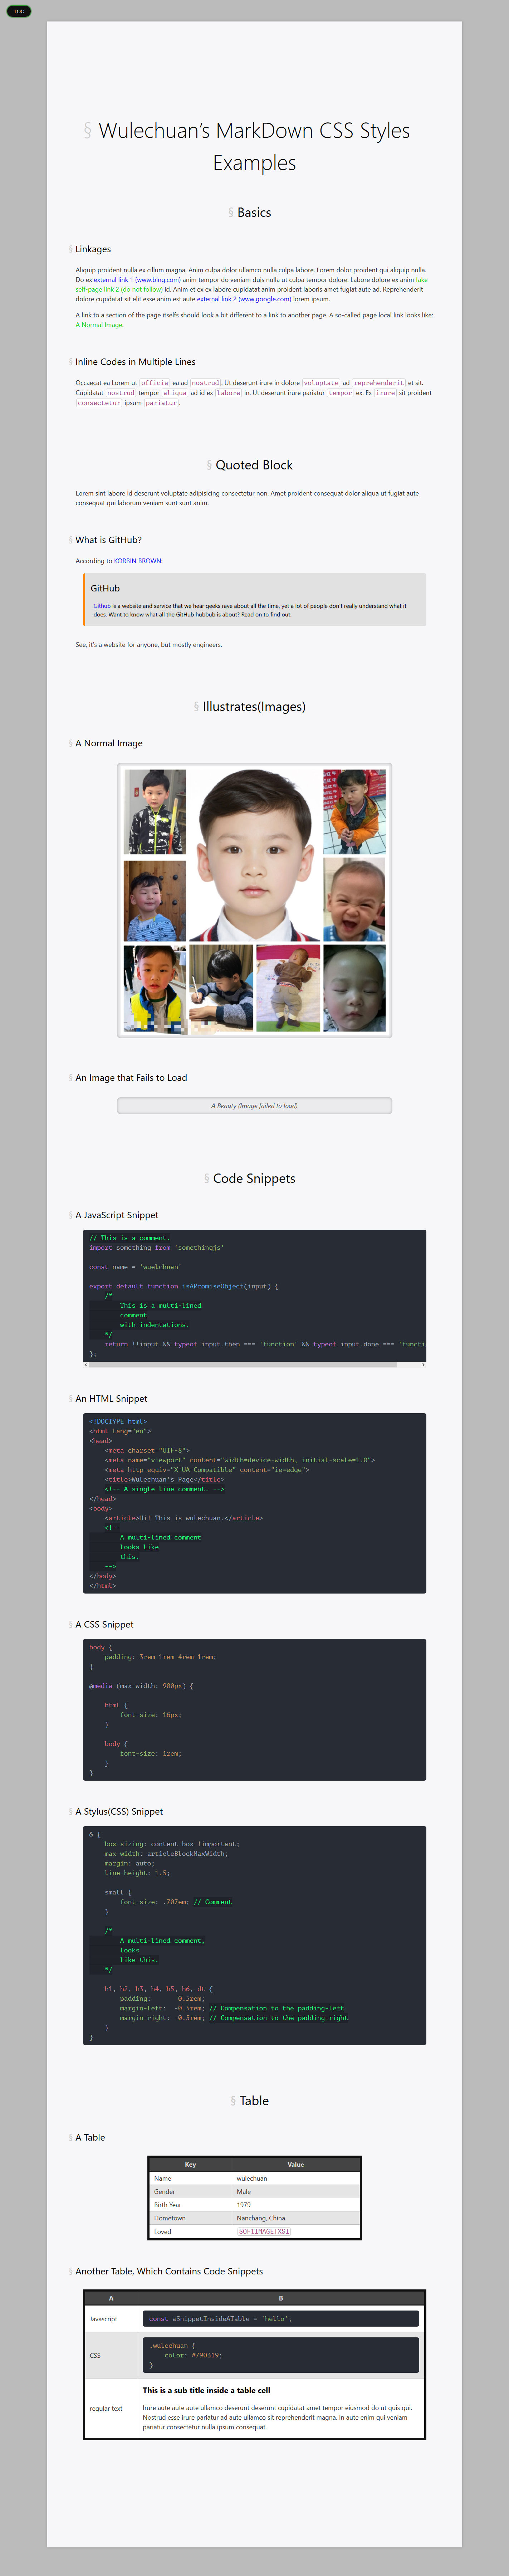 TOC
§ Wulechuan’s MarkDown CSS Styles
Examples
§ Basics
§ Linkages
Aliquip proident nulla ex cillum magna. Anim culpa dolor ullamco nulla culpa labore. Lorem dolor proident qui aliquip nulla.
Do ex external link 1 (www.bing.com) anim tempor do veniam duis nulla ut culpa tempor dolore. Labore dolore ex anim fake
self-page link 2 (do not follow) id. Anim et ex ex labore cupidatat anim proident laboris amet fugiat aute ad. Reprehenderit
dolore cupidatat sit elit esse anim est aute external link 2 (www.google.com) lorem ipsum.
A link to a section of the page itself should look a bit different to a link to another page. A so-called page local link looks like:
A Normal Image.
§ Inline Codes in Multiple Lines
Occaecat ea Lorem ut officia ea ad nostrud. Ut deserunt irure in dolore voluptate ad reprehenderit et sit.
Cupidatat nostrud tempor aliqua ad id ex labore in. Ut deserunt irure pariatur tempor ex. Ex irure sit proident
consectetur ipsum pariatur.
§ Quoted Block
Lorem sint labore id deserunt voluptate adipisicing consectetur non. Amet proident consequat dolor aliqua ut fugiat aute
consequat qui laborum veniam sunt sunt anim.
§ What is GitHub?
According to KORBIN BROWN:
GitHub
Github is a website and service that we hear geeks rave about all the time, yet a lot of people don’t really understand what it
does. Want to know what all the GitHub hubbub is about? Read on to find out.
See, it’s a website for anyone, but mostly engineers.
§ Illustrates(Images)
§ A Normal Image
§ An Image that Fails to Load
A Beauty (Image failed to load)
§ Code Snippets
§ A JavaScript Snippet
// This is a comment.
import something from 'somethingjs'
const name = 'wuelchuan'
export default function isAPromiseObject(input) {
/*
This is a multi-lined
comment
with indentations.
*/
return !!input && typeof input.then === 'function' && typeof input.done === 'functi
};
§ An HTML Snippet
<!DOCTYPE html>
<html lang="en">
<head>
<meta charset="UTF-8">
<meta name="viewport" content="width=device-width, initial-scale=1.0">
<meta http-equiv="X-UA-Compatible" content="ie=edge">
<title>Wulechuan's Page</title>
<!-- A single line comment. -->
</head>
<body>
<article>Hi! This is wulechuan.</article>
<!--
A multi-lined comment
looks like
this.
-->
</body>
</html>
§ A CSS Snippet
body {
padding: 3rem 1rem 4rem 1rem;
}
@media (max-width: 900px) {
html {
font-size: 16px;
}
body {
font-size: 1rem;
}
}
§ A Stylus(CSS) Snippet
& {
box-sizing: content-box !important;
max-width: articleBlockMaxWidth;
margin: auto;
line-height: 1.5;
small {
font-size: .707em; // Comment
}
/*
A multi-lined comment,
looks
like this.
*/
h1, h2, h3, h4, h5, h6, dt {
padding: 0.5rem;
margin-left: -0.5rem; // Compensation to the padding-left
margin-right: -0.5rem; // Compensation to the padding-right
}
}
§ Table
§ A Table
Key Value
Name wulechuan
Gender Male
Birth Year 1979
Hometown Nanchang, China
Loved SOFTIMAGE|XSI
§ Another Table, Which Contains Code Snippets
A B
Javascript const aSnippetInsideATable = 'hello';
CSS .wulechuan {
color: #790319;
}
This is a sub title inside a table cell
regular text Irure aute aute aute ullamco deserunt deserunt cupidatat amet tempor eiusmod do ut quis qui.
Nostrud esse irure pariatur ad aute ullamco sit reprehenderit magna. In aute enim qui veniam
pariatur consectetur nulla ipsum consequat.